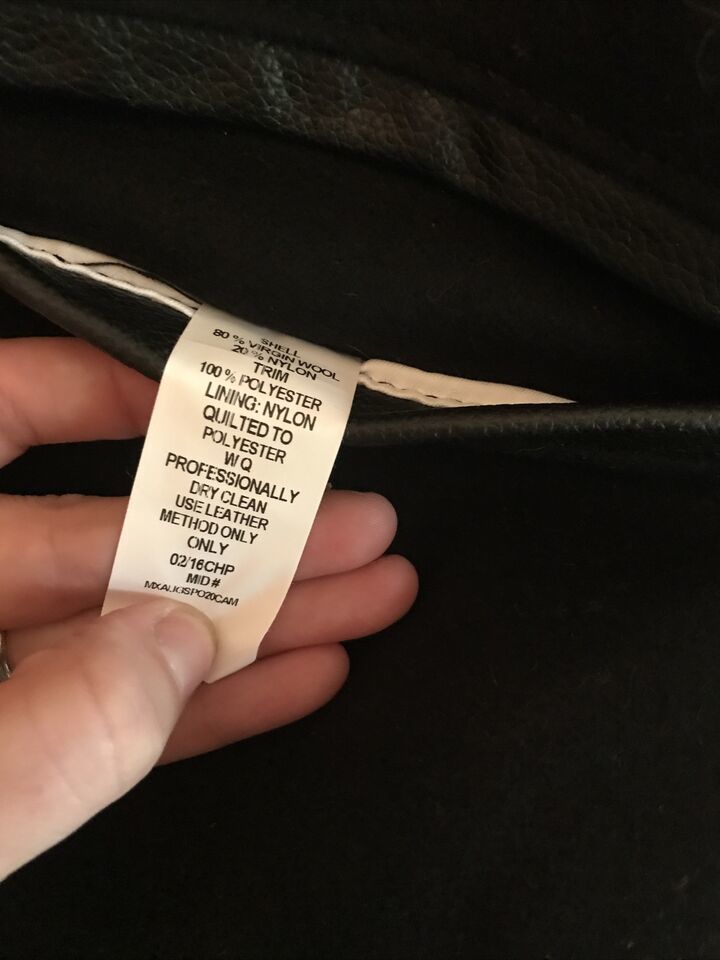 SHELL
80 % VIRGIN WOOL
20 % NYLON
TRIM
100 % POLYESTER
LINING: NYLON
QUILTED TO
POLYESTER
W Q
PROFESSIONALLY
DRY CLEAN
USE LEATHER
METHOD ONLY
ONLY
02/16CHP
MID #